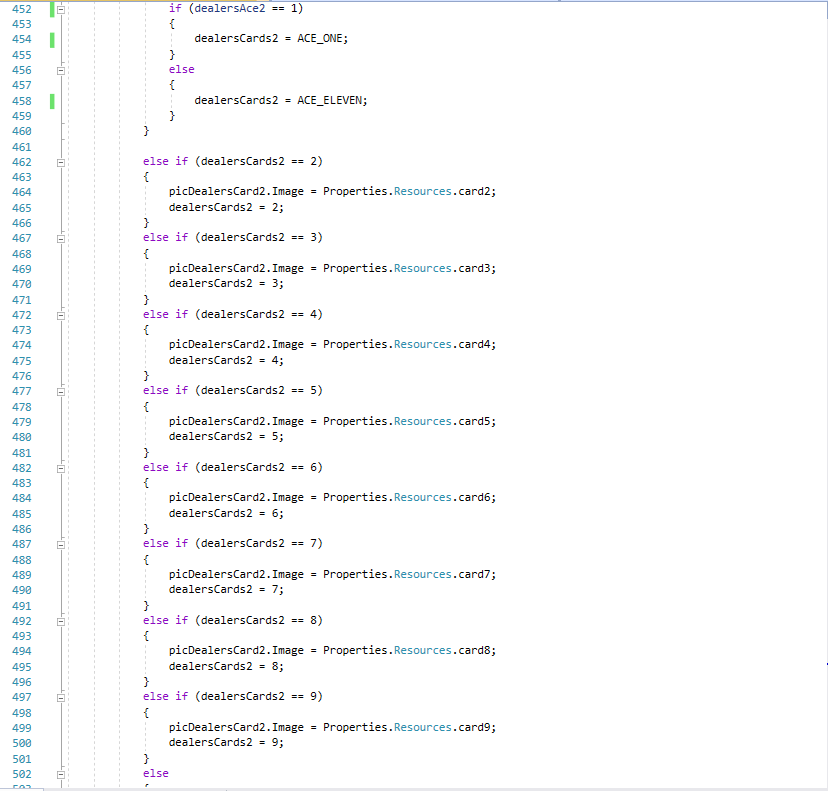 452 if (dealersAce2 == 1)
453 {
454 dealersCards2 = ACE_ONE;
455 }
456 else
457 {
458 dealersCards2 = ACE_ELEVEN;
459 }
460 }
461
462 else if (dealersCards2 == 2)
463 {
464 picDealersCard2.Image = Properties.Resources.card2;
465 dealersCards2 = 2;
466 }
467 else if (dealersCards2 == 3)
468 {
469 picDealersCard2.Image = Properties.Resources.card3;
470 dealersCards2 = 3;
471 }
472 else if (dealersCards2 == 4)
473 {
474 picDealersCard2.Image = Properties.Resources.card4;
475 dealersCards2 = 4;
476 }
477 else if (dealersCards2 == 5)
478 {
479 picDealersCard2.Image = Properties.Resources.card5;
480 dealersCards2 = 5;
481 }
482 else if (dealersCards2 == 6)
483 {
484 picDealersCard2.Image = Properties.Resources.card6;
485 dealersCards2 = 6;
486 }
487 else if (dealersCards2 == 7)
488 {
489 picDealersCard2.Image = Properties.Resources.card7;
490 dealersCards2 = 7;
491 }
492 else if (dealersCards2 == 8)
493 {
494 picDealersCard2.Image = Properties.Resources.card8;
495 dealersCards2 = 8;
496 }
497 else if (dealersCards2 == 9)
498 {
499 picDealersCard2.Image = Properties.Resources.card9;
500 dealersCards2 = 9;
501 }
502 else